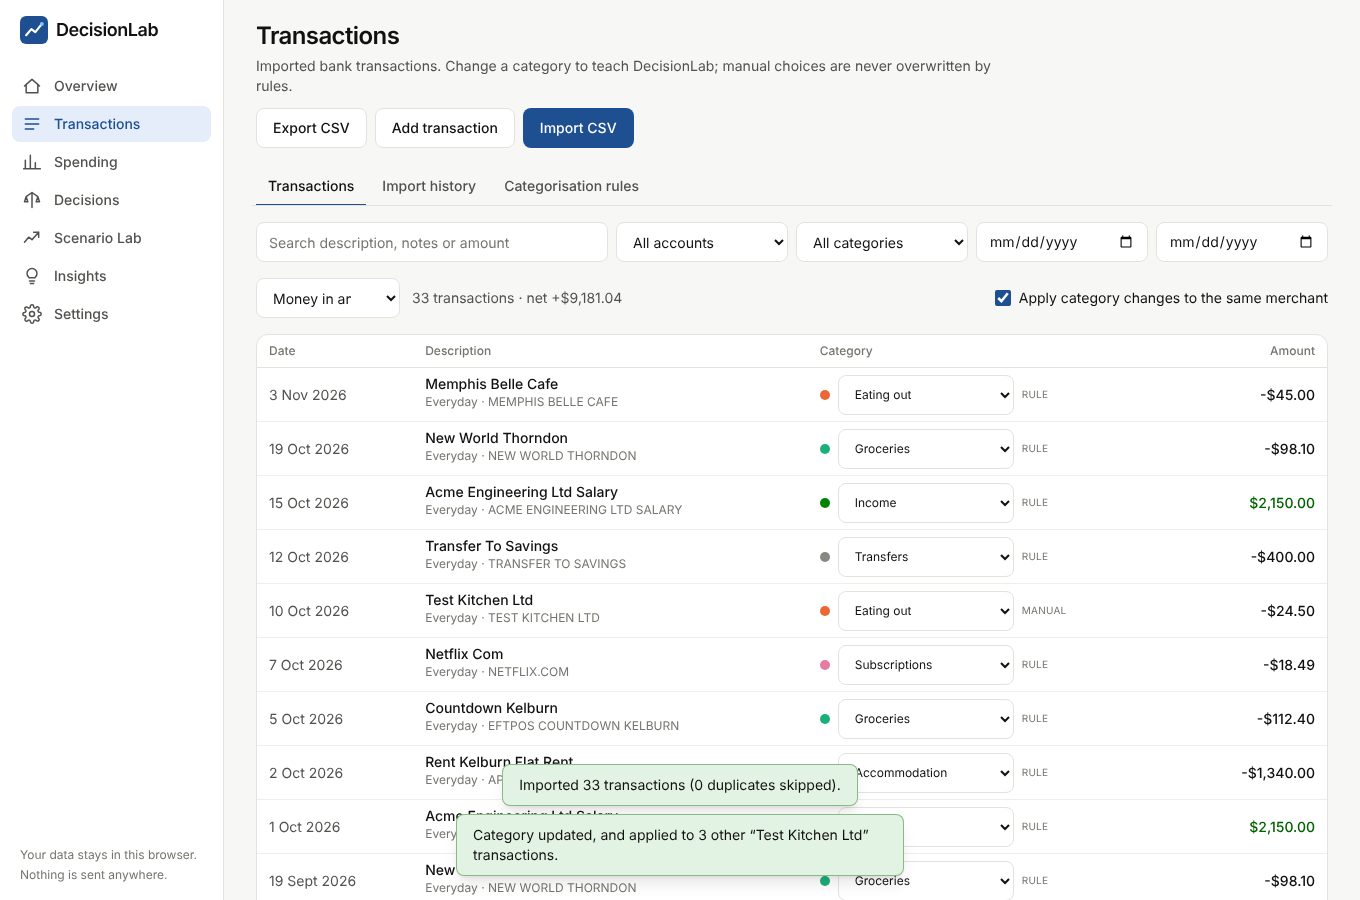 DecisionLab
Overview
Transactions
Spending
Decisions
Scenario Lab
Insights
Settings
Your data stays in this browser.
Nothing is sent anywhere.
Transactions
Imported bank transactions. Change a category to teach DecisionLab; manual choices are never overwritten by
rules.
Export CSV Add transaction Import CSV
Transactions Import history Categorisation rules
Search description, notes or amount All accounts All categories mm/dd/yyyy mm/dd/yyyy
Money in ar 33 transactions · net +$9,181.04 Apply category changes to the same merchant
Date Description Category Amount
3 Nov 2026 Memphis Belle Cafe Eating out RULE -$45.00
Everyday · MEMPHIS BELLE CAFE
19 Oct 2026 New World Thorndon Groceries RULE -$98.10
Everyday · NEW WORLD THORNDON
15 Oct 2026 Acme Engineering Ltd Salary Income RULE $2,150.00
Everyday · ACME ENGINEERING LTD SALARY
12 Oct 2026 Transfer To Savings Transfers RULE -$400.00
Everyday · TRANSFER TO SAVINGS
10 Oct 2026 Test Kitchen Ltd Eating out MANUAL -$24.50
Everyday · TEST KITCHEN LTD
7 Oct 2026 Netflix Com Subscriptions RULE -$18.49
Everyday · NETFLIX.COM
5 Oct 2026 Countdown Kelburn Groceries RULE -$112.40
Everyday · EFTPOS COUNTDOWN KELBURN
2 Oct 2026 Rent Kelburn Flat Rent Accommodation RULE -$1,340.00
Everyday · AP
Imported 33 transactions (0 duplicates skipped).
1 Oct 2026 Acme Engineering Ltd Salary RULE $2,150.00
Every
Category updated, and applied to 3 other “Test Kitchen Ltd”
transactions.
19 Sept 2026 New Groceries RULE -$98.10
Everyday · NEW WORLD THORNDON